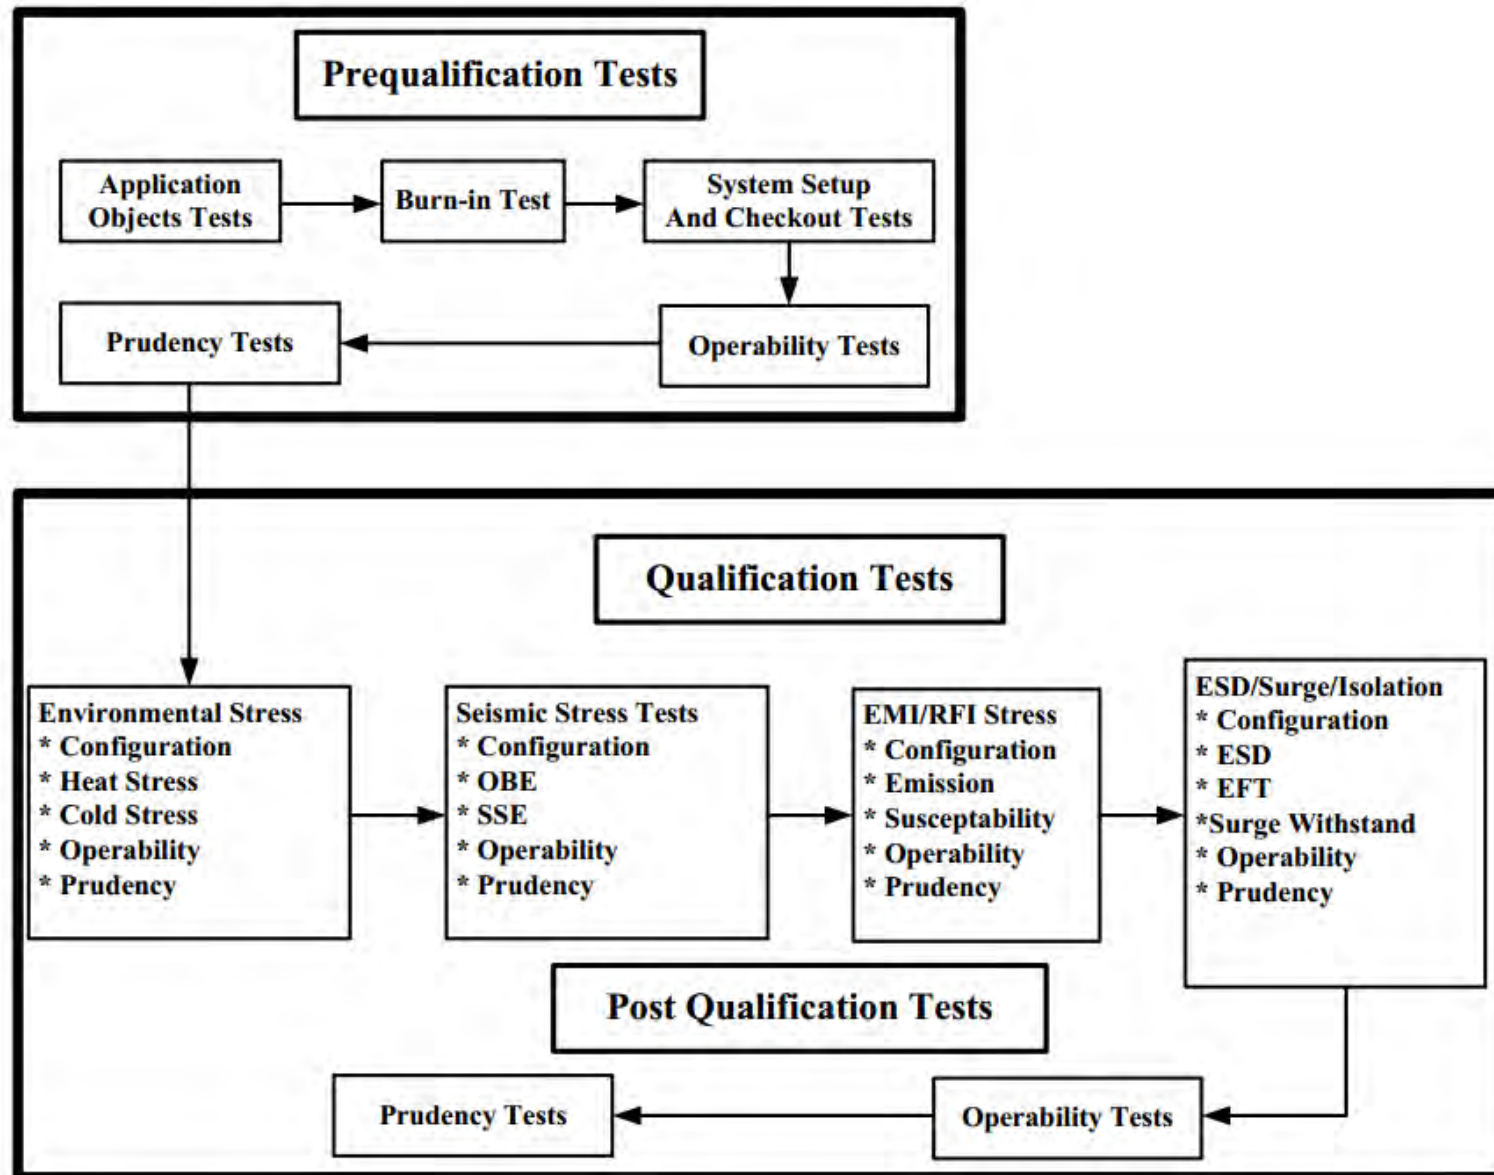 Prequalification Tests
Application
Objects Tests
Burn-in Test
System Setup
And Checkout Tests
Prudency Tests
Operability Tests
Qualification Tests
Environmental Stress
* Configuration
* Heat Stress
* Cold Stress
* Operability
* Prudency
Seismic Stress Tests
* Configuration
* OBE
* SSE
* Operability
* Prudency
EMI/RFI Stress
* Configuration
* Emission
* Susceptability
* Operability
* Prudency
ESD/Surge/Isolation
* Configuration
* ESD
* EFT
*Surge Withstand
* Operability
* Prudency
Post Qualification Tests
Prudency Tests
Operability Tests